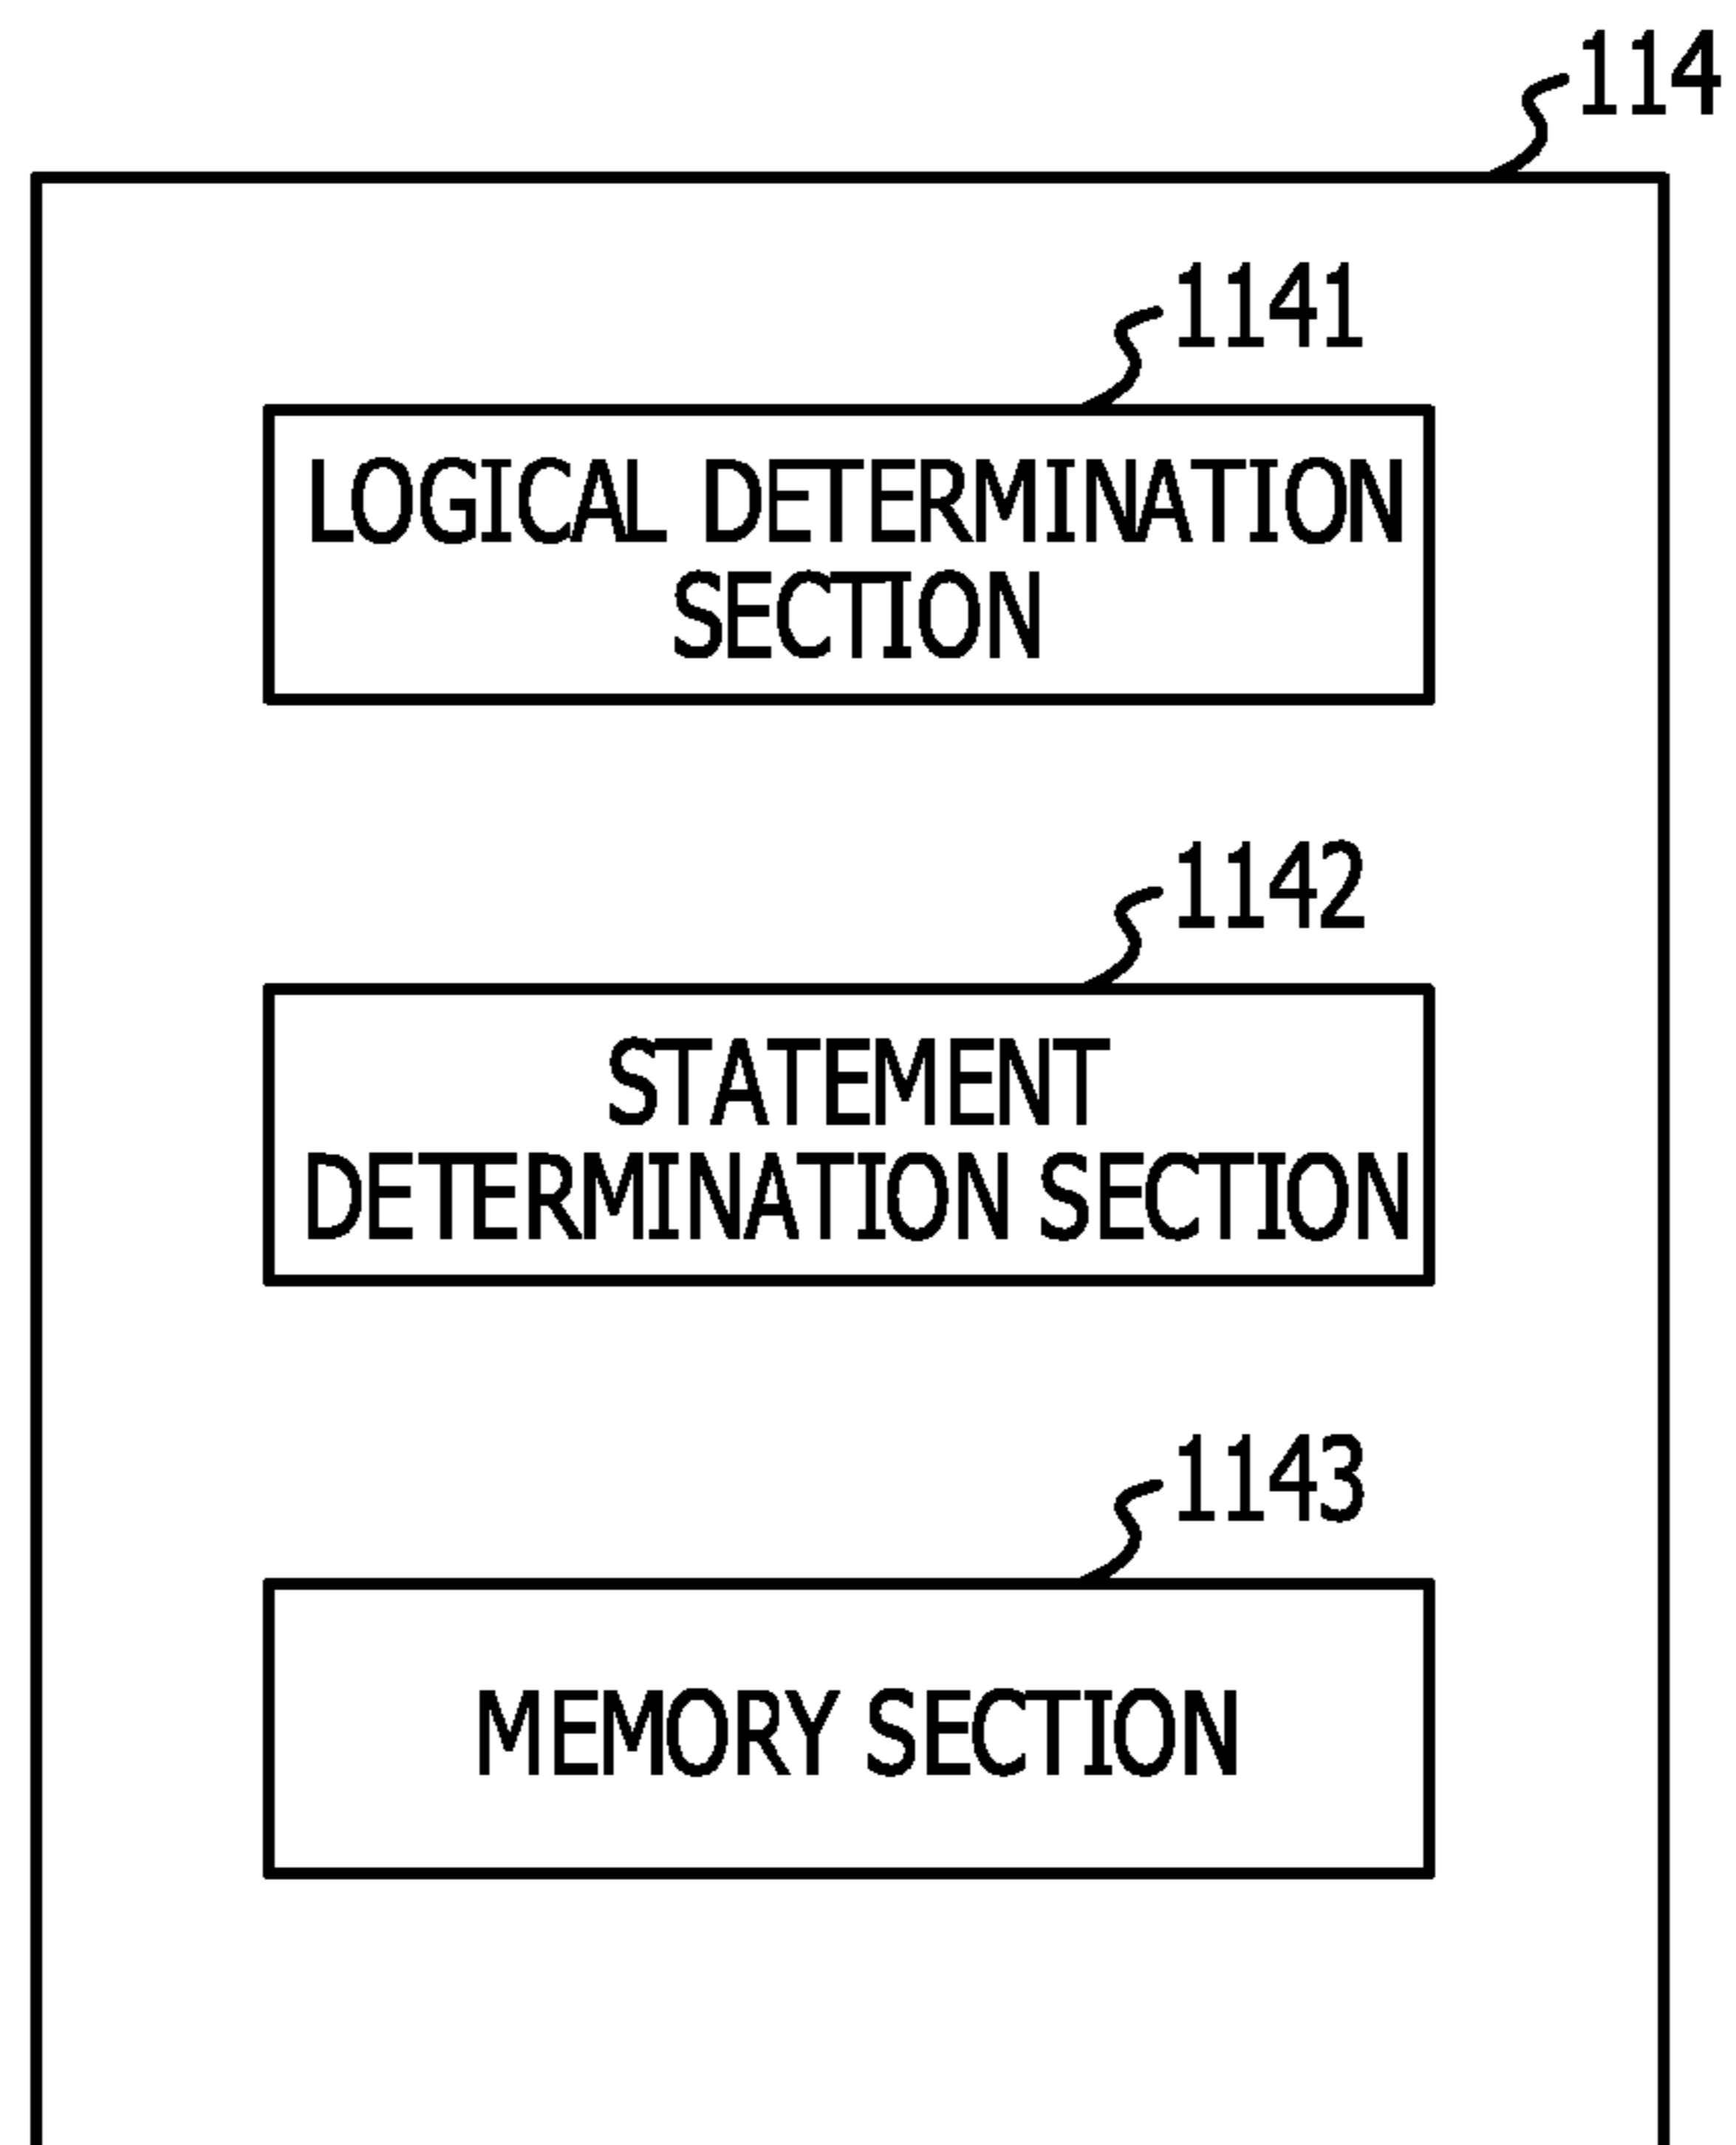 114
1141
LOGICAL DETERMINATION
SECTION
1142
STATEMENT
DETERMINATION SECTION
1143
MEMORY SECTION